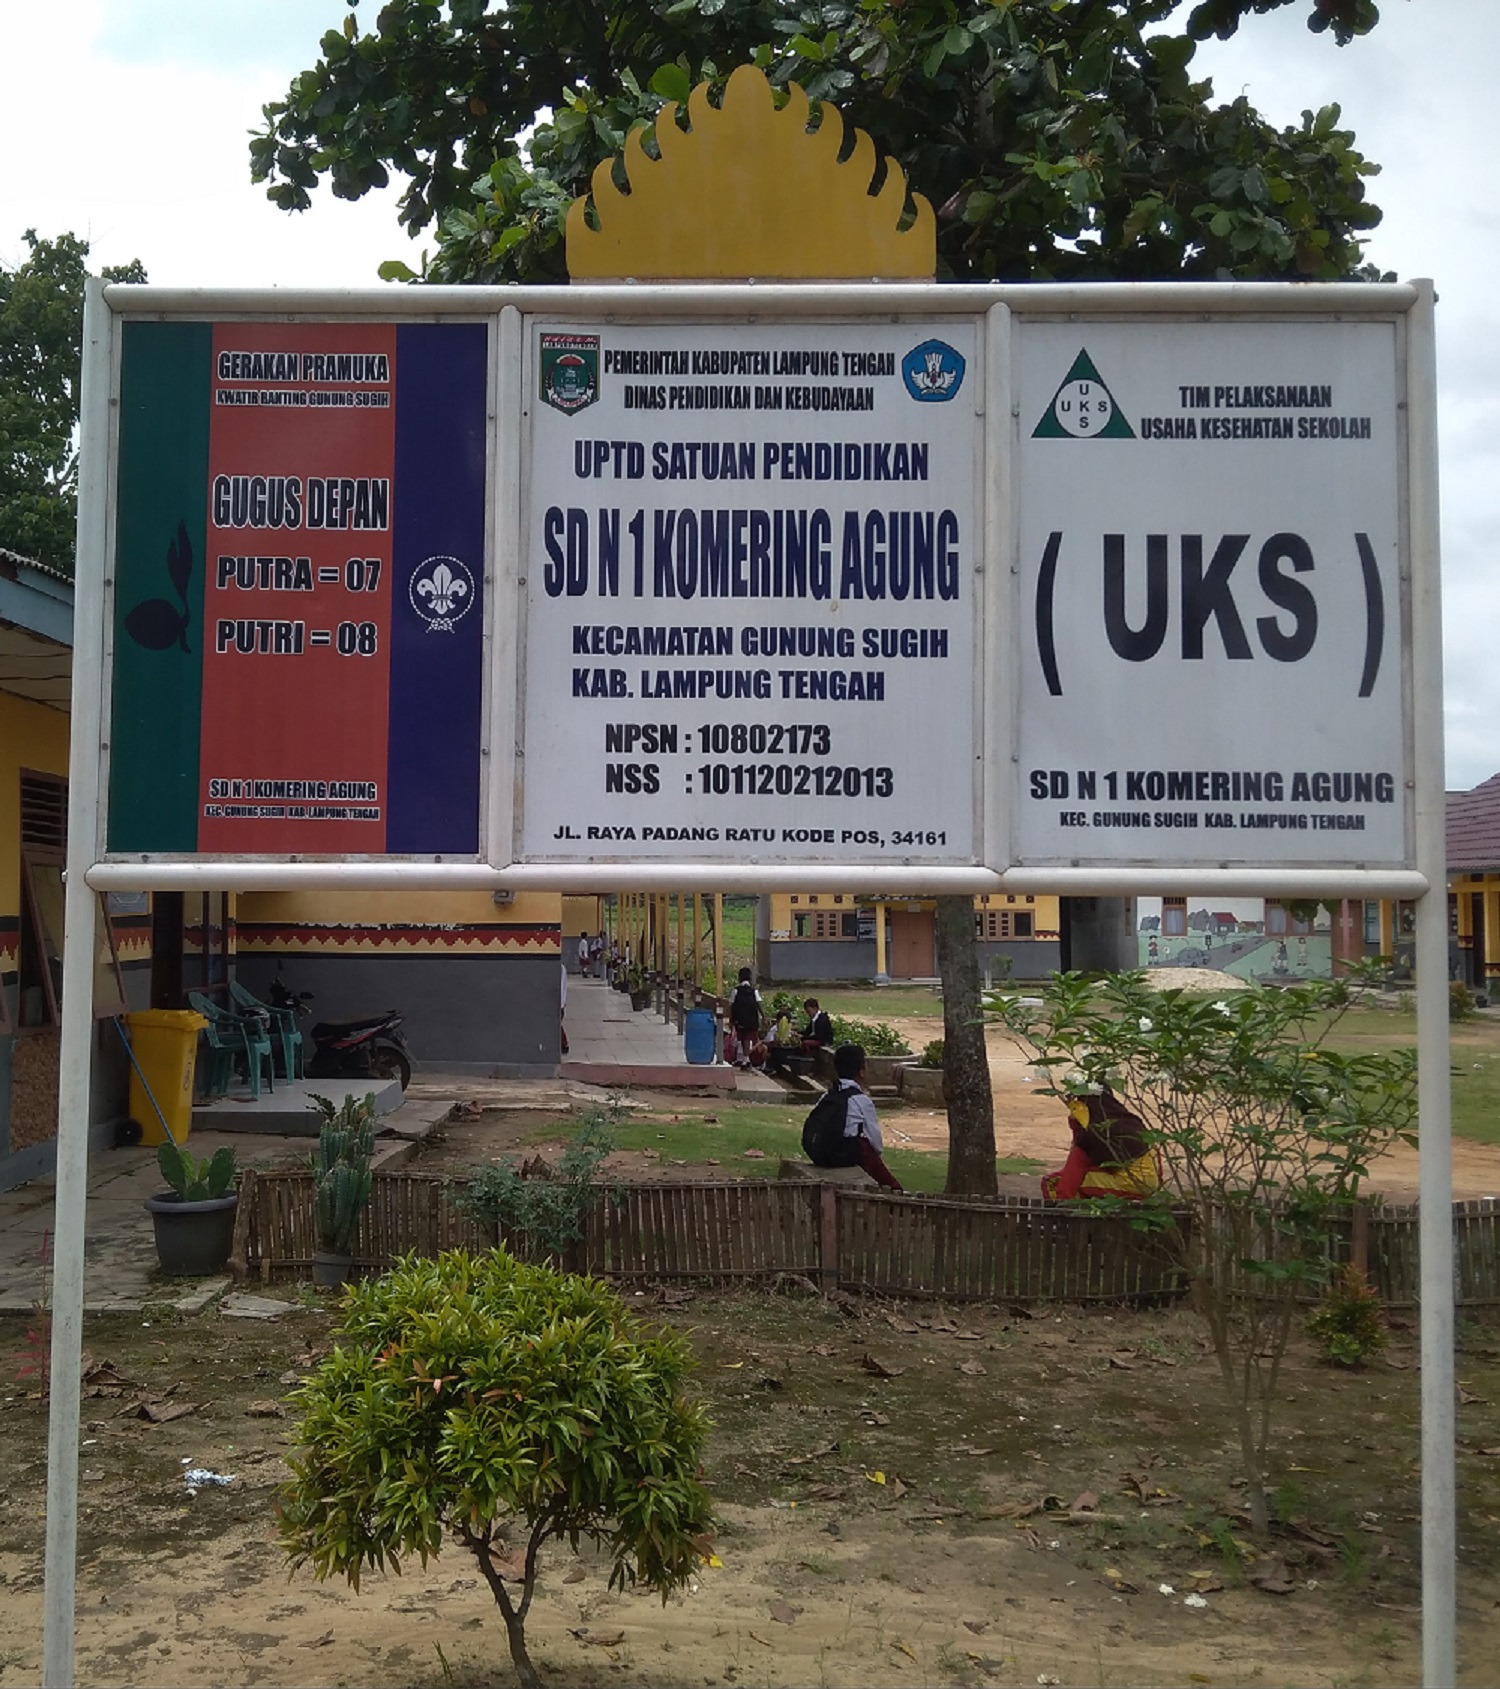 GERAKAN PRAMUKA
KWATIR RANTING GUNUNG SUGIH
GUGUS DEPAN
PUTRA = 07
PUTRI = 08
SD N 1 KOMERING AGUNG
KEC. GUNUNG SUGIH KAB. LAMPUNG TENGAH
PEMERINTAH KABUPATEN LAMPUNG TENGAH
DINAS PENDIDIKAN DAN KEBUDAYAAN
UPTD SATUAN PENDIDIKAN
SD N 1 KOMERING AGUNG
KECAMATAN GUNUNG SUGIH
KAB. LAMPUNG TENGAH
NPSN : 10802173
NSS : 101120212013
JL. RAYA PADANG RATU KODE POS, 34161
U
U K S
S
TIM PELAKSANAAN
USAHA KESEHATAN SEKOLAH
( UKS )
SD N 1 KOMERING AGUNG
KEC. GUNUNG SUGIH KAB. LAMPUNG TENGAH